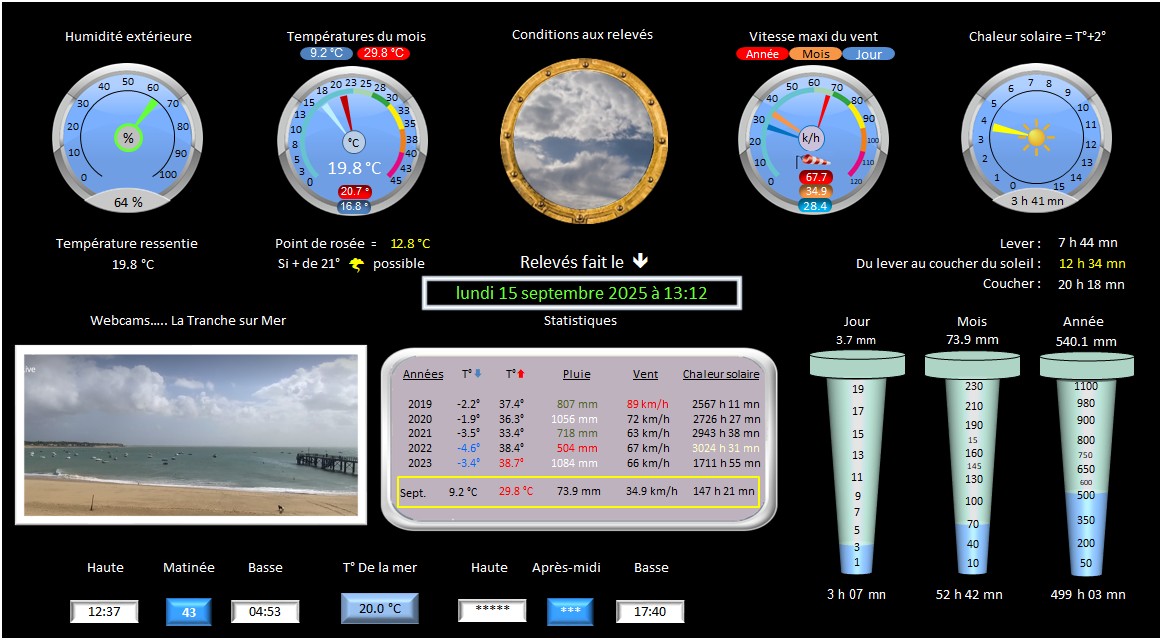 Humidité extérieure
Températures du mois
Conditions aux relevés
Vitesse maxi du vent
Chaleur solaire = T°+2°
9.2 °C 29.8 °C
Année Mois Jour
0 10 20 30 40 50 60 70 80 90 100
%
64 %
0 3 5 8 10 13 15 18 20 23 25 28 30 33 35 38 40 43 45
°C
19.8 °C
20.7 °
16.8 °
0 10 20 30 40 50 60 70 80 90 100 110 120
k/h
67.7
34.9
28.4
0 1 2 3 4 5 6 7 8 9 10 11 12 13 14 15
3 h 41 mn
Température ressentie
19.8 °C
Point de rosée = 12.8 °C
Si + de 21° possible
Relevés fait le
lundi 15 septembre 2025 à 13:12
Lever : 7 h 44 mn
Du lever au coucher du soleil : 12 h 34 mn
Coucher : 20 h 18 mn
Webcams..... La Tranche sur Mer
ive
Statistiques
Années T° T° Pluie Vent Chaleur solaire
2019 -2.2° 37.4° 807 mm 89 km/h 2567 h 11 mn
2020 -1.9° 36.3° 1056 mm 72 km/h 2726 h 27 mn
2021 -3.5° 33.4° 718 mm 63 km/h 2943 h 38 mn
2022 -4.6° 38.4° 504 mm 67 km/h 3024 h 31 mn
2023 -3.4° 38.7° 1084 mm 66 km/h 1711 h 55 mn
Sept. 9.2 °C 29.8 °C 73.9 mm 34.9 km/h 147 h 21 mn
Jour
3.7 mm
19
17
15
13
11
9
7
5
3
1
3 h 07 mn
Mois
73.9 mm
230
210
190
15
160
145
130
100
70
40
10
52 h 42 mn
Année
540.1 mm
1100
980
900
800
750
650
600
500
350
200
50
499 h 03 mn
Haute Matinée Basse
12:37 43 04:53
T° De la mer
20.0 °C
Haute Après-midi Basse
***** *** 17:40